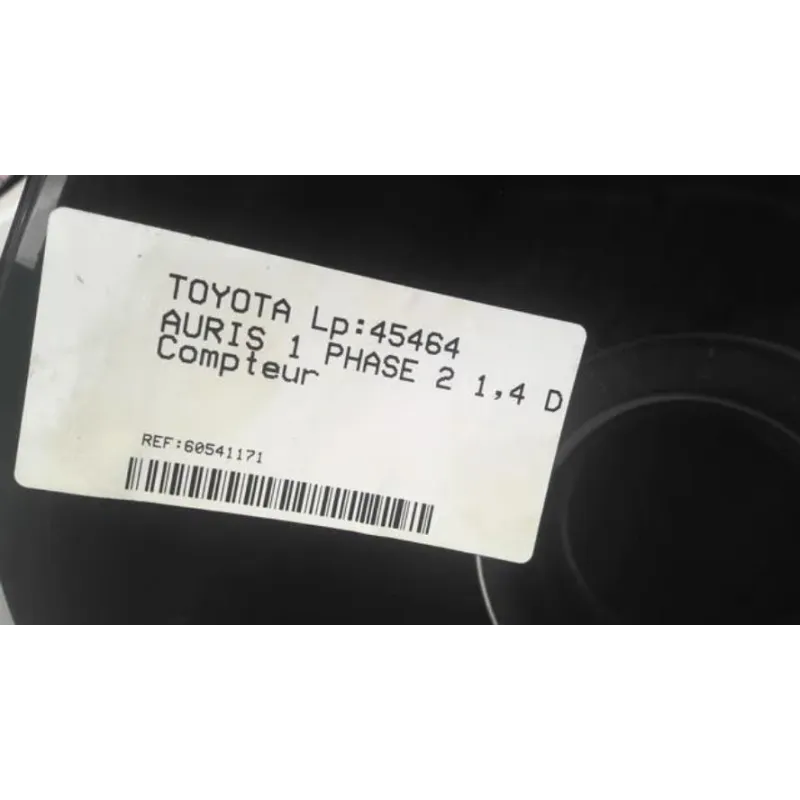 TOYOTA Lp:45464
AURIS 1 PHASE 2 1,4 D
Compteur
REF:60541171